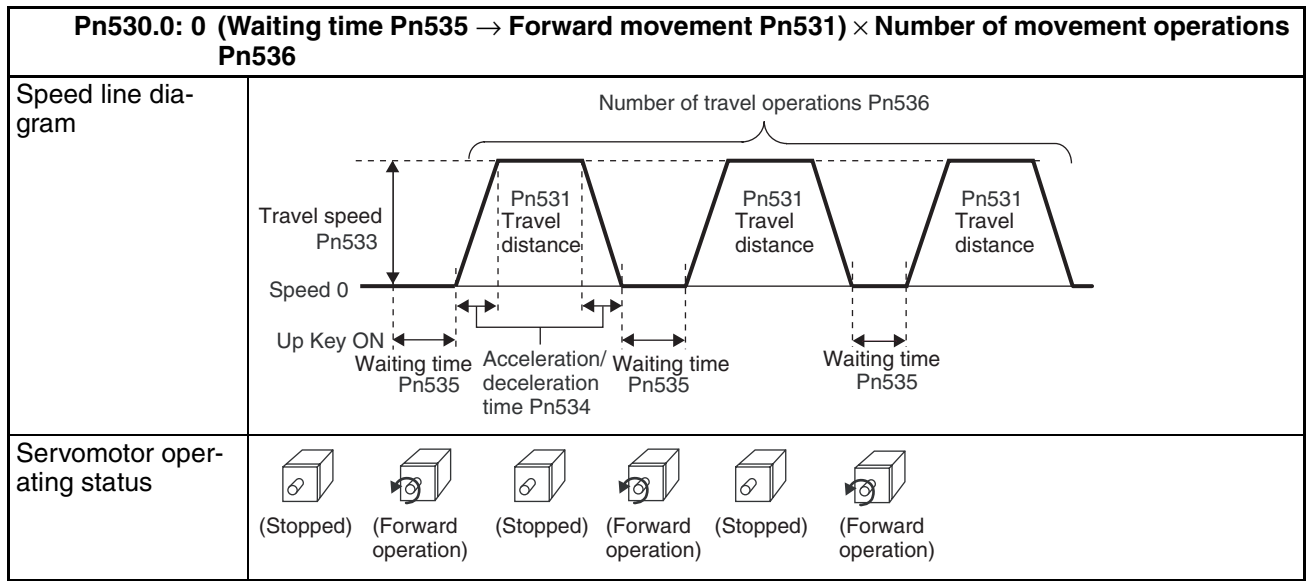 Pn530.0: 0 (Waiting time Pn535 → Forward movement Pn531) × Number of movement operations
Pn536
Speed line dia-
gram
Number of travel operations Pn536
Travel speed
Pn533
Pn531
Travel
distance
Pn531
Travel
distance
Pn531
Travel
distance
Speed 0
Up Key ON
Waiting time
Pn535
Acceleration/
deceleration
time Pn534
Waiting time
Pn535
Waiting time
Pn535
Servomotor oper-
ating status
(Stopped)
(Forward
operation)
(Stopped)
(Forward
operation)
(Stopped)
(Forward
operation)